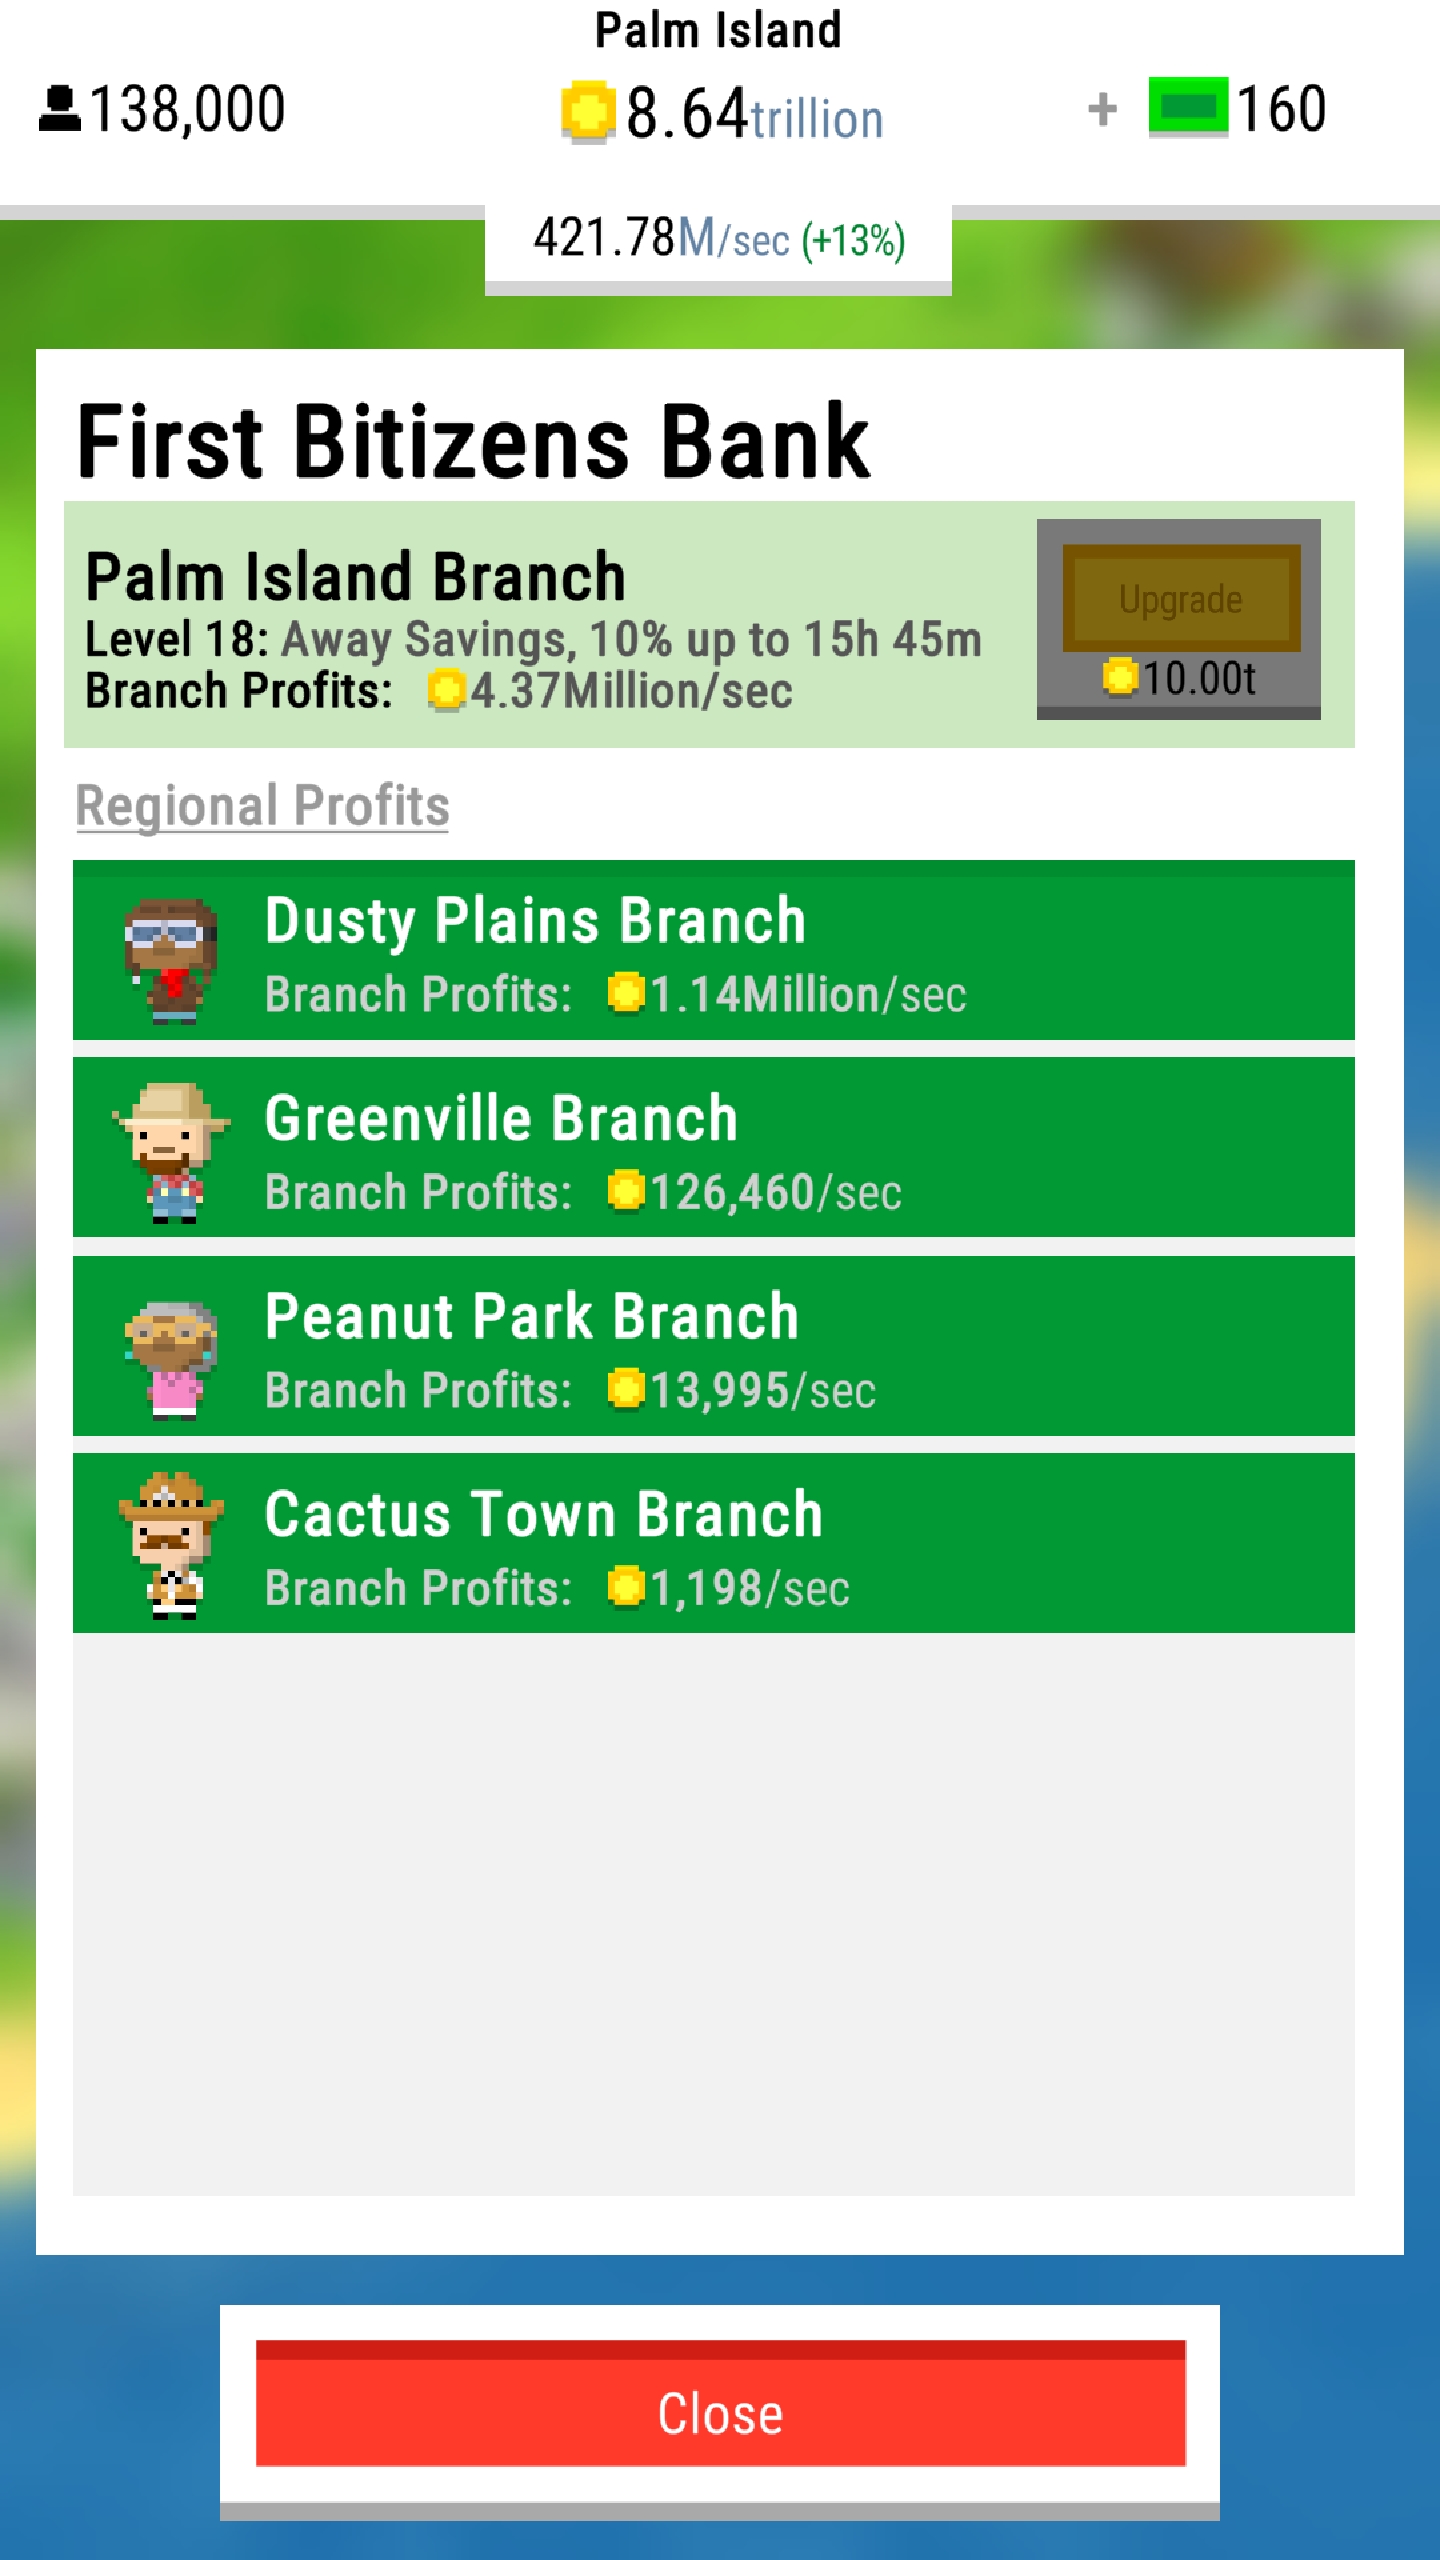 Palm Island
138,000
8.64trillion
+ 160
421.78M/sec (+13%)
First Bitizens Bank
Palm Island Branch
Level 18: Away Savings, 10% up to 15h 45m
Branch Profits: 4.37Million/sec
Upgrade
10.00t
Regional Profits
Dusty Plains Branch
Branch Profits: 1.14Million/sec
Greenville Branch
Branch Profits: 126,460/sec
Peanut Park Branch
Branch Profits: 13,995/sec
Cactus Town Branch
Branch Profits: 1,198/sec
Close